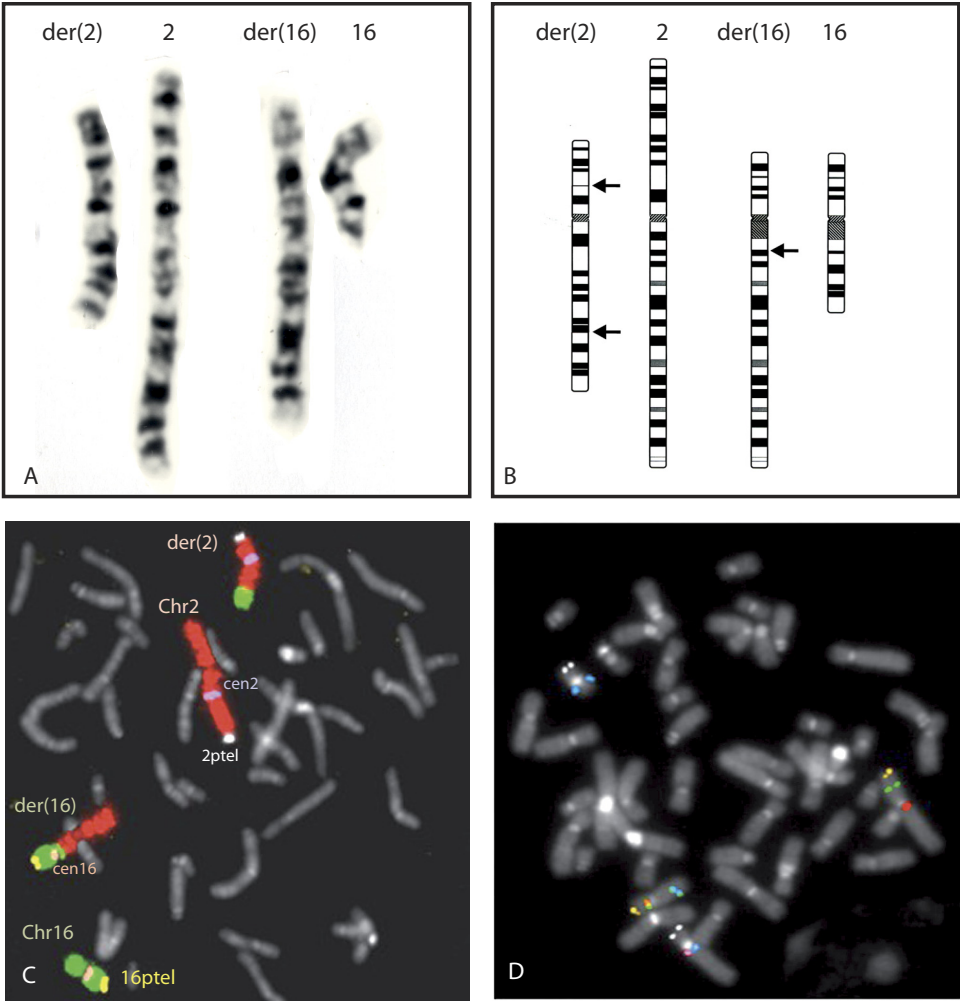 der(2) 2 der(16) 16
A
der(2) 2 der(16) 16
B
der(2)
Chr2
cen2
2ptel
der(16)
cen16
Chr16
16ptel
C
D